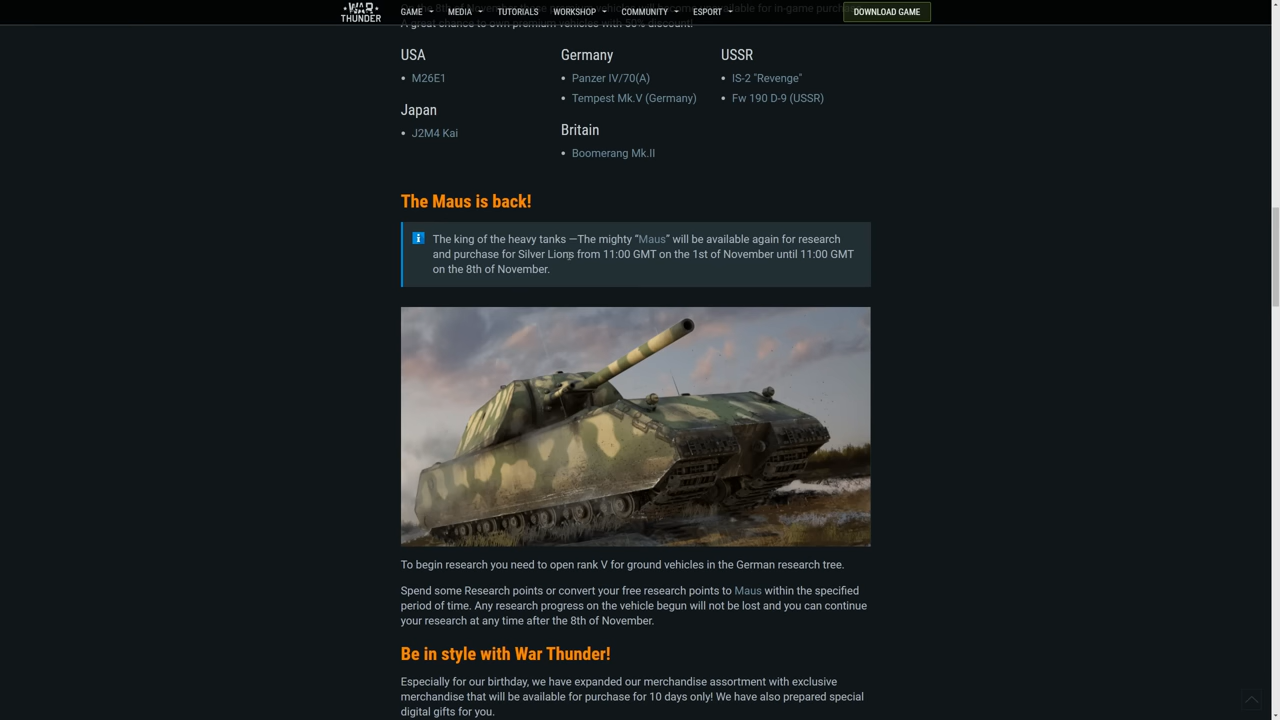 WAR THUNDER
GAME MEDIA TUTORIALS WORKSHOP COMMUNITY ESPORT DOWNLOAD GAME
A great chance to own premium vehicles with 50% discount!
USA
M26E1
Japan
J2M4 Kai
Germany
Panzer IV/70(A)
Tempest Mk.V (Germany)
Britain
Boomerang Mk.II
USSR
IS-2 "Revenge"
Fw 190 D-9 (USSR)
The Maus is back!
The king of the heavy tanks —The mighty “Maus” will be available again for research
and purchase for Silver Lions from 11:00 GMT on the 1st of November until 11:00 GMT
on the 8th of November.
To begin research you need to open rank V for ground vehicles in the German research tree.
Spend some Research points or convert your free research points to Maus within the specified
period of time. Any research progress on the vehicle begun will not be lost and you can continue
your research at any time after the 8th of November.
Be in style with War Thunder!
Especially for our birthday, we have expanded our merchandise assortment with exclusive
merchandise that will be available for purchase for 10 days only! We have also prepared special
digital gifts for you.